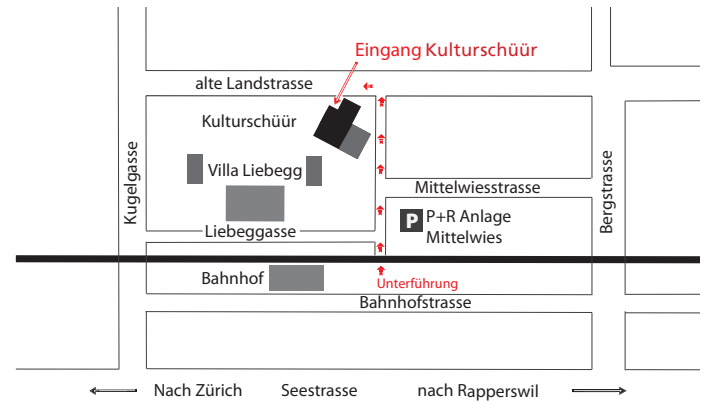 Eingang Kulturschüür
alte Landstrasse
Kulturschüür
Kugelgasse
Villa Liebegg
Mittelwiesstrasse
Bergstrasse
P
P+R Anlage
Mittelwies
Liebeggasse
Bahnhof
Unterführung
Bahnhofstrasse
Nach Zürich Seestrasse nach Rapperswil